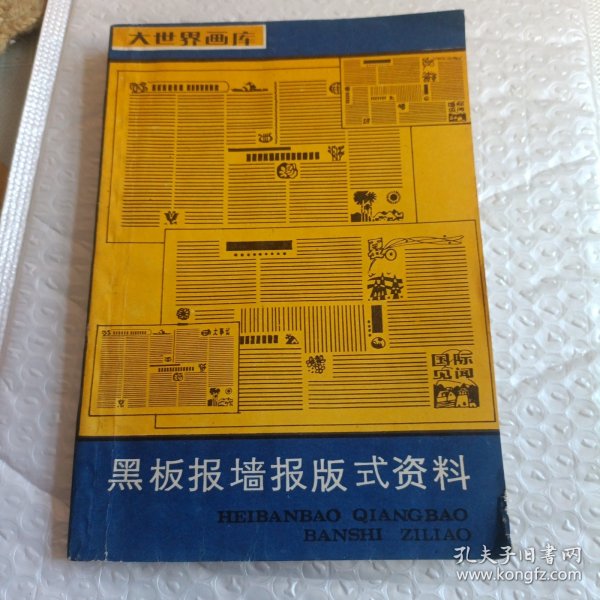 大世界画库
国际
见闻
黑板报墙报版式资料
HEIBANBAO QIANGBAO
BANSHI ZILIAO
孔夫子旧书网
www.kongfz.com